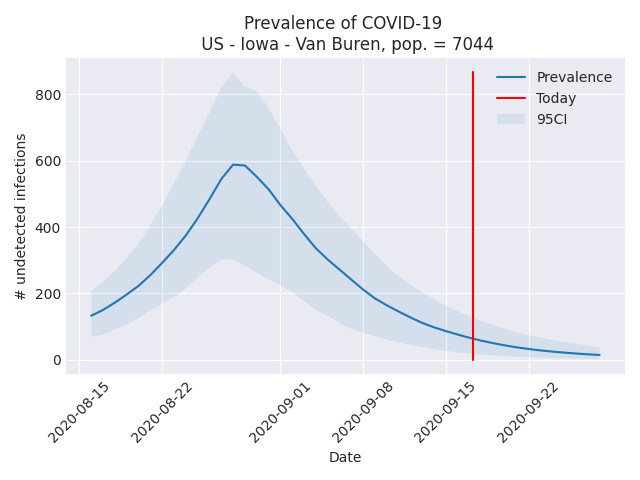 Prevalence of COVID-19
US - Iowa - Van Buren, pop. = 7044
Prevalence
Today
95CI
# undetected infections
800
600
400
200
0
2020-08-15
2020-08-22
2020-09-01
2020-09-08
2020-09-15
2020-09-22
Date